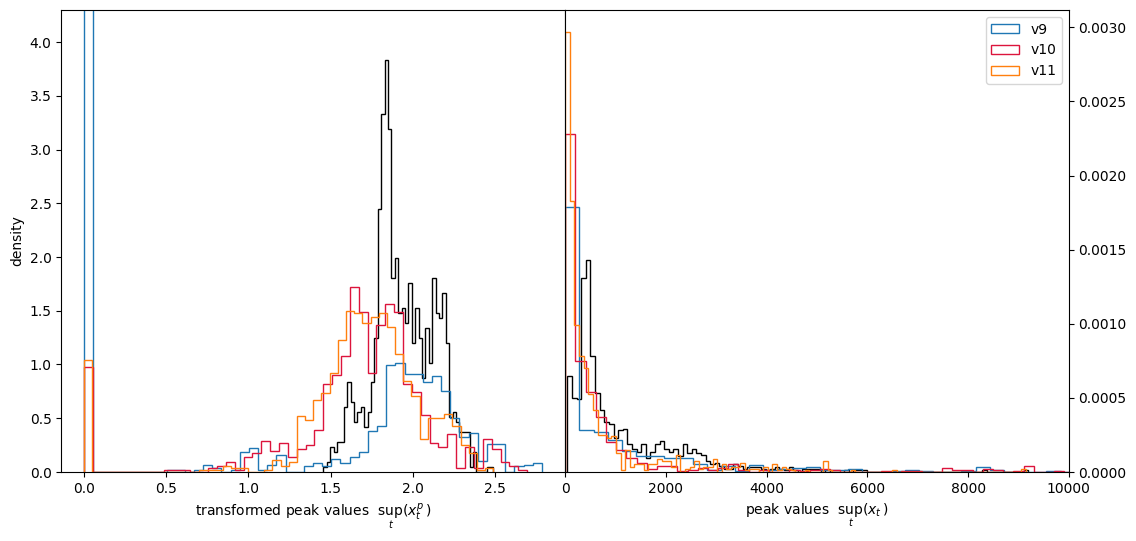 density
4.0
3.5
3.0
2.5
2.0
1.5
1.0
0.5
0.0
0.0 0.5 1.0 1.5 2.0 2.5
transformed peak values sup_t(x_t^p)
v9
v10
v11
0.0030
0.0025
0.0020
0.0015
0.0010
0.0005
0.0000
0 2000 4000 6000 8000 10000
peak values sup_t(x_t)